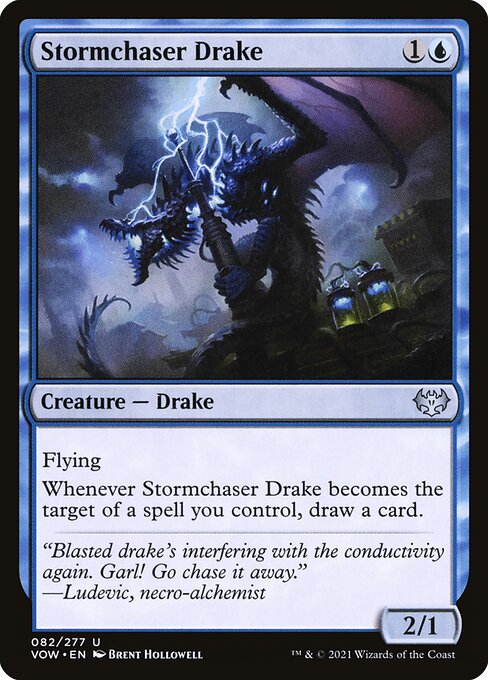 Stormchaser Drake 1
Creature — Drake
Flying
Whenever Stormchaser Drake becomes the
target of a spell you control, draw a card.
“Blasted drake’s interfering with the conductivity
again. Garl! Go chase it away.”
—Ludevic, necro-alchemist
2/1
082/277 U
VOW • EN Brent Hollowell
™ & © 2021 Wizards of the Coast